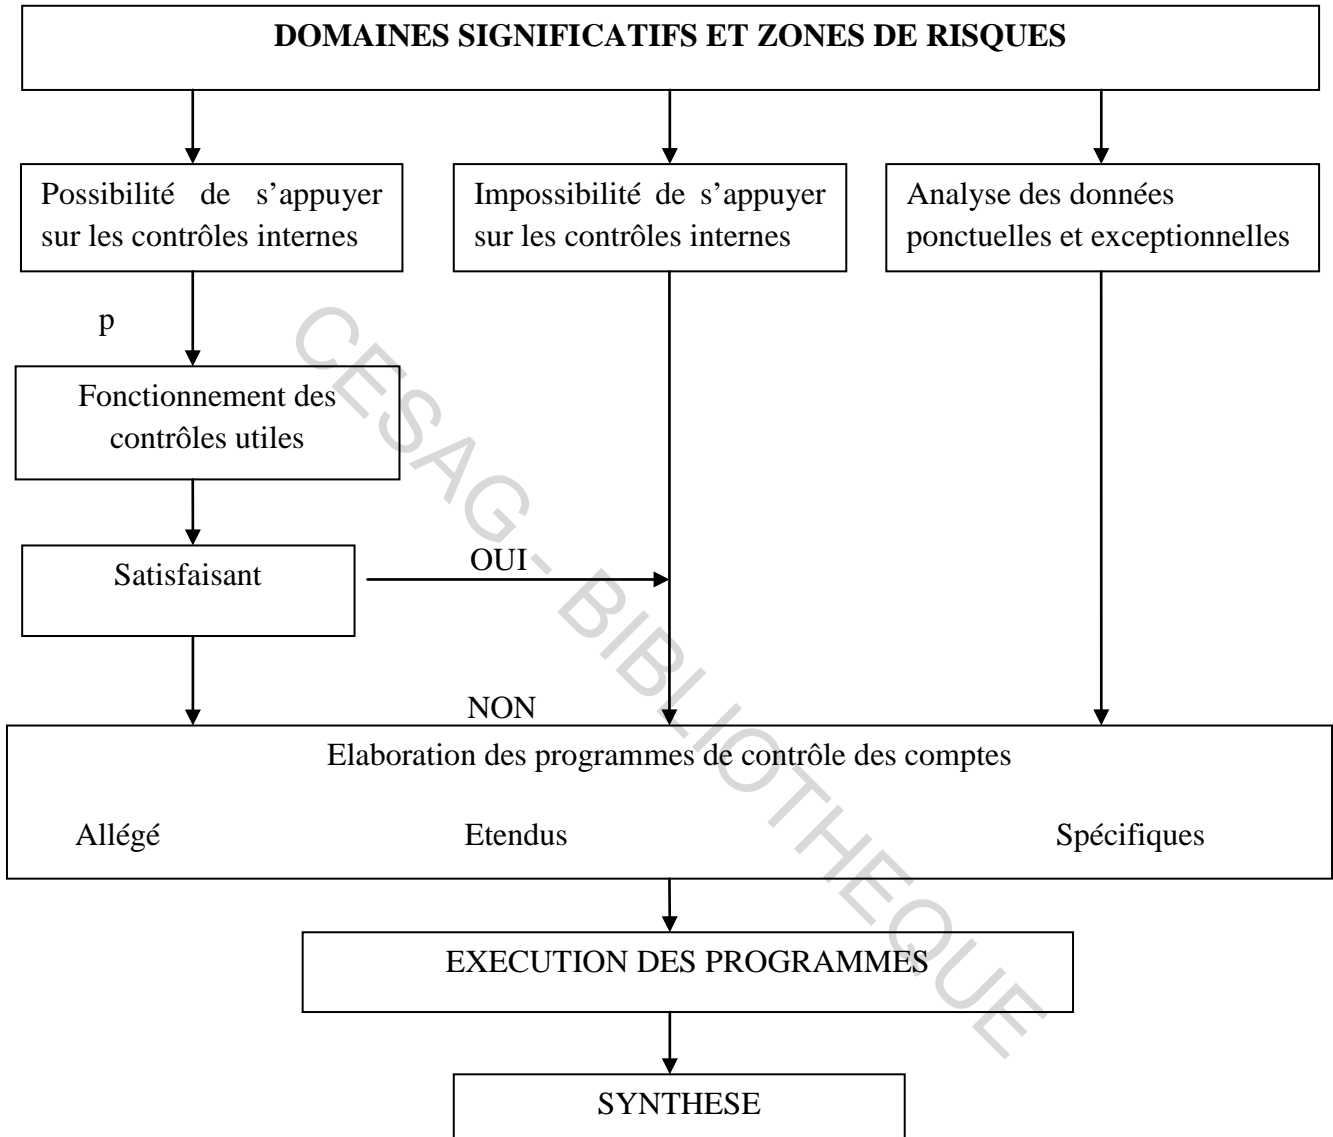 DOMAINES SIGNIFICATIFS ET ZONES DE RISQUES
Possibilité de s’appuyer
sur les contrôles internes
Impossibilité de s’appuyer
sur les contrôles internes
Analyse des données
ponctuelles et exceptionnelles
p
Fonctionnement des
contrôles utiles
Satisfaisant
OUI
NON
Elaboration des programmes de contrôle des comptes
Allégé Etendus Spécifiques
EXECUTION DES PROGRAMMES
SYNTHESE
CESAG - BIBLIOTHEQUE